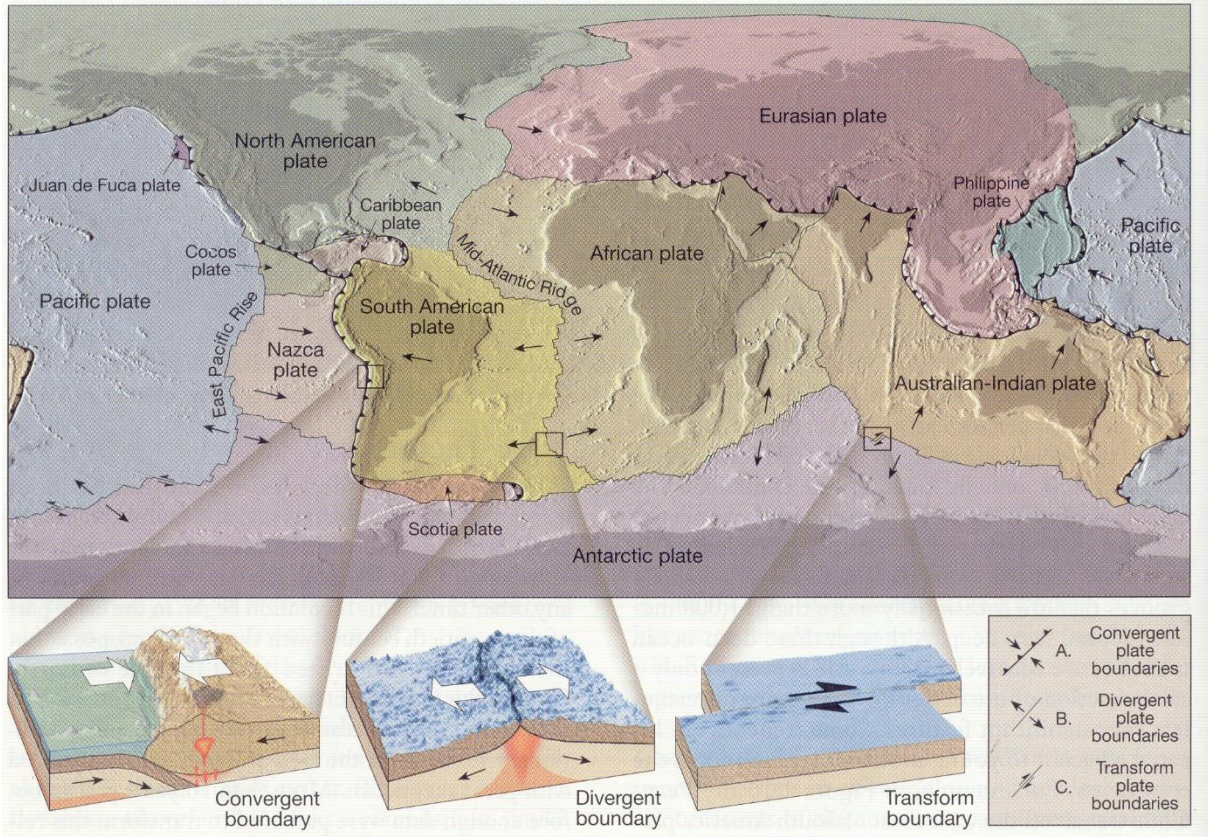 North American
plate
Eurasian plate
Juan de Fuca plate
Caribbean
plate
Philippine
plate
Pacific
plate
Cocos
plate
Mid-Atlantic Ridge
African plate
Pacific plate
East Pacific Rise
South American
plate
Nazca
plate
Australian-Indian plate
Scotia plate
Antarctic plate
Convergent
boundary
Divergent
boundary
Transform
boundary
A. Convergent
plate
boundaries
B. Divergent
plate
boundaries
C. Transform
plate
boundaries